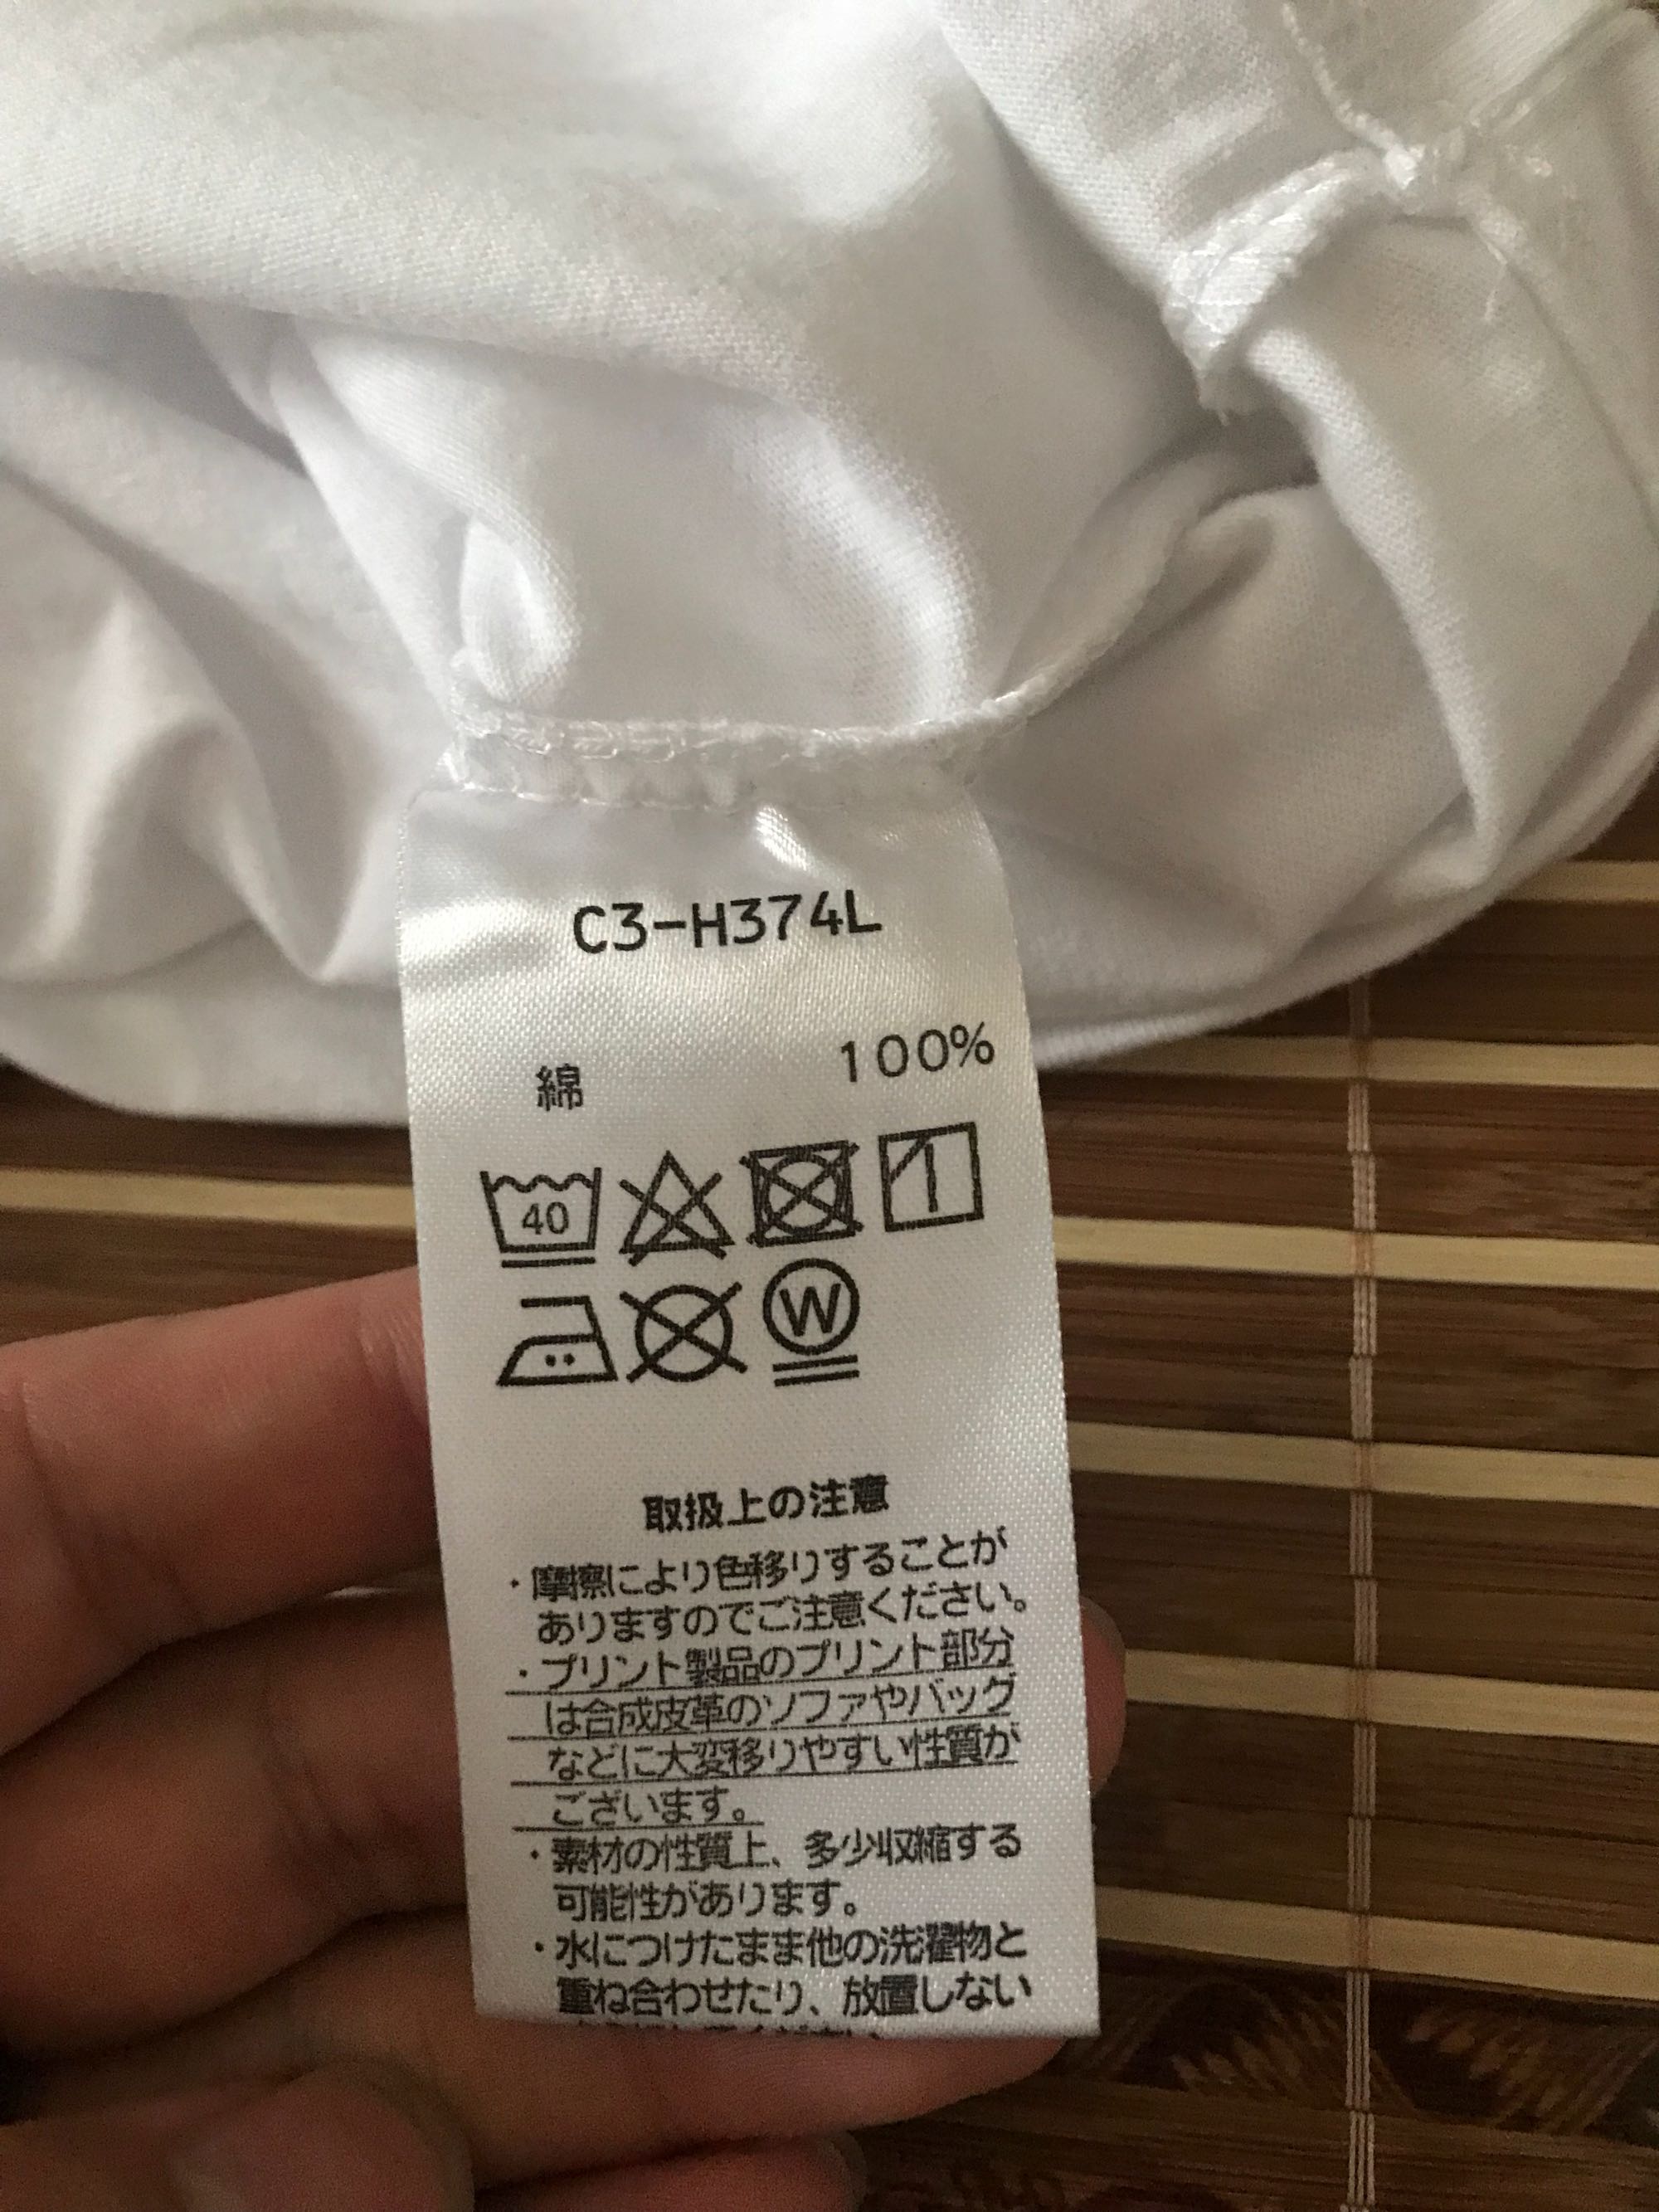 C3-H374L
綿 100%
40
W
取扱上の注意
・摩擦により色移りすることが
ありますのでご注意ください。
・プリント製品のプリント部分
は合成皮革のソファやバッグ
などに大変移りやすい性質が
ございます。
・素材の性質上、多少収縮する
可能性があります。
・水につけたまま他の洗濯物と
重ね合わせたり、放置しない